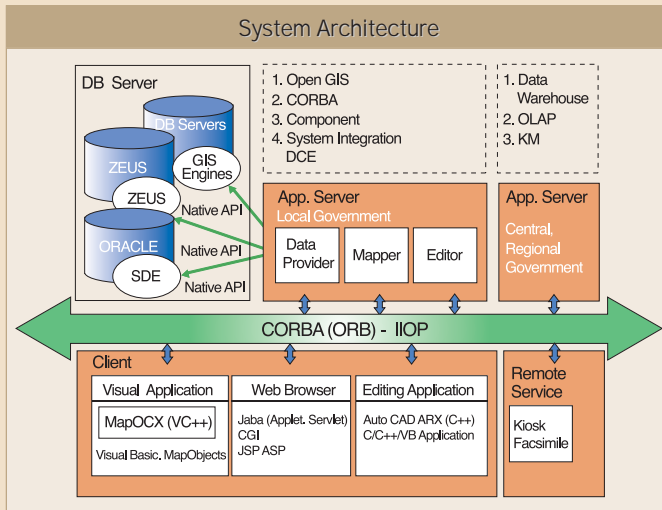 System Architecture
DB Server
DB Servers
GIS
Engines
ZEUS
ZEUS
ORACLE
SDE
Native API
Native API
Native API
1. Open GIS
2. CORBA
3. Component
4. System Integration
DCE
1. Data
Warehouse
2. OLAP
3. KM
App. Server
Local Government
Data
Provider
Mapper
Editor
App. Server
Central,
Regional
Government
CORBA (ORB) - IIOP
Client
Visual Application
MapOCX (VC++)
Visual Basic. MapObjects
Web Browser
Jaba (Applet. Servlet)
CGI
JSP ASP
Editing Application
Auto CAD ARX (C++)
C/C++/VB Application
Remote
Service
Kiosk
Facsimile